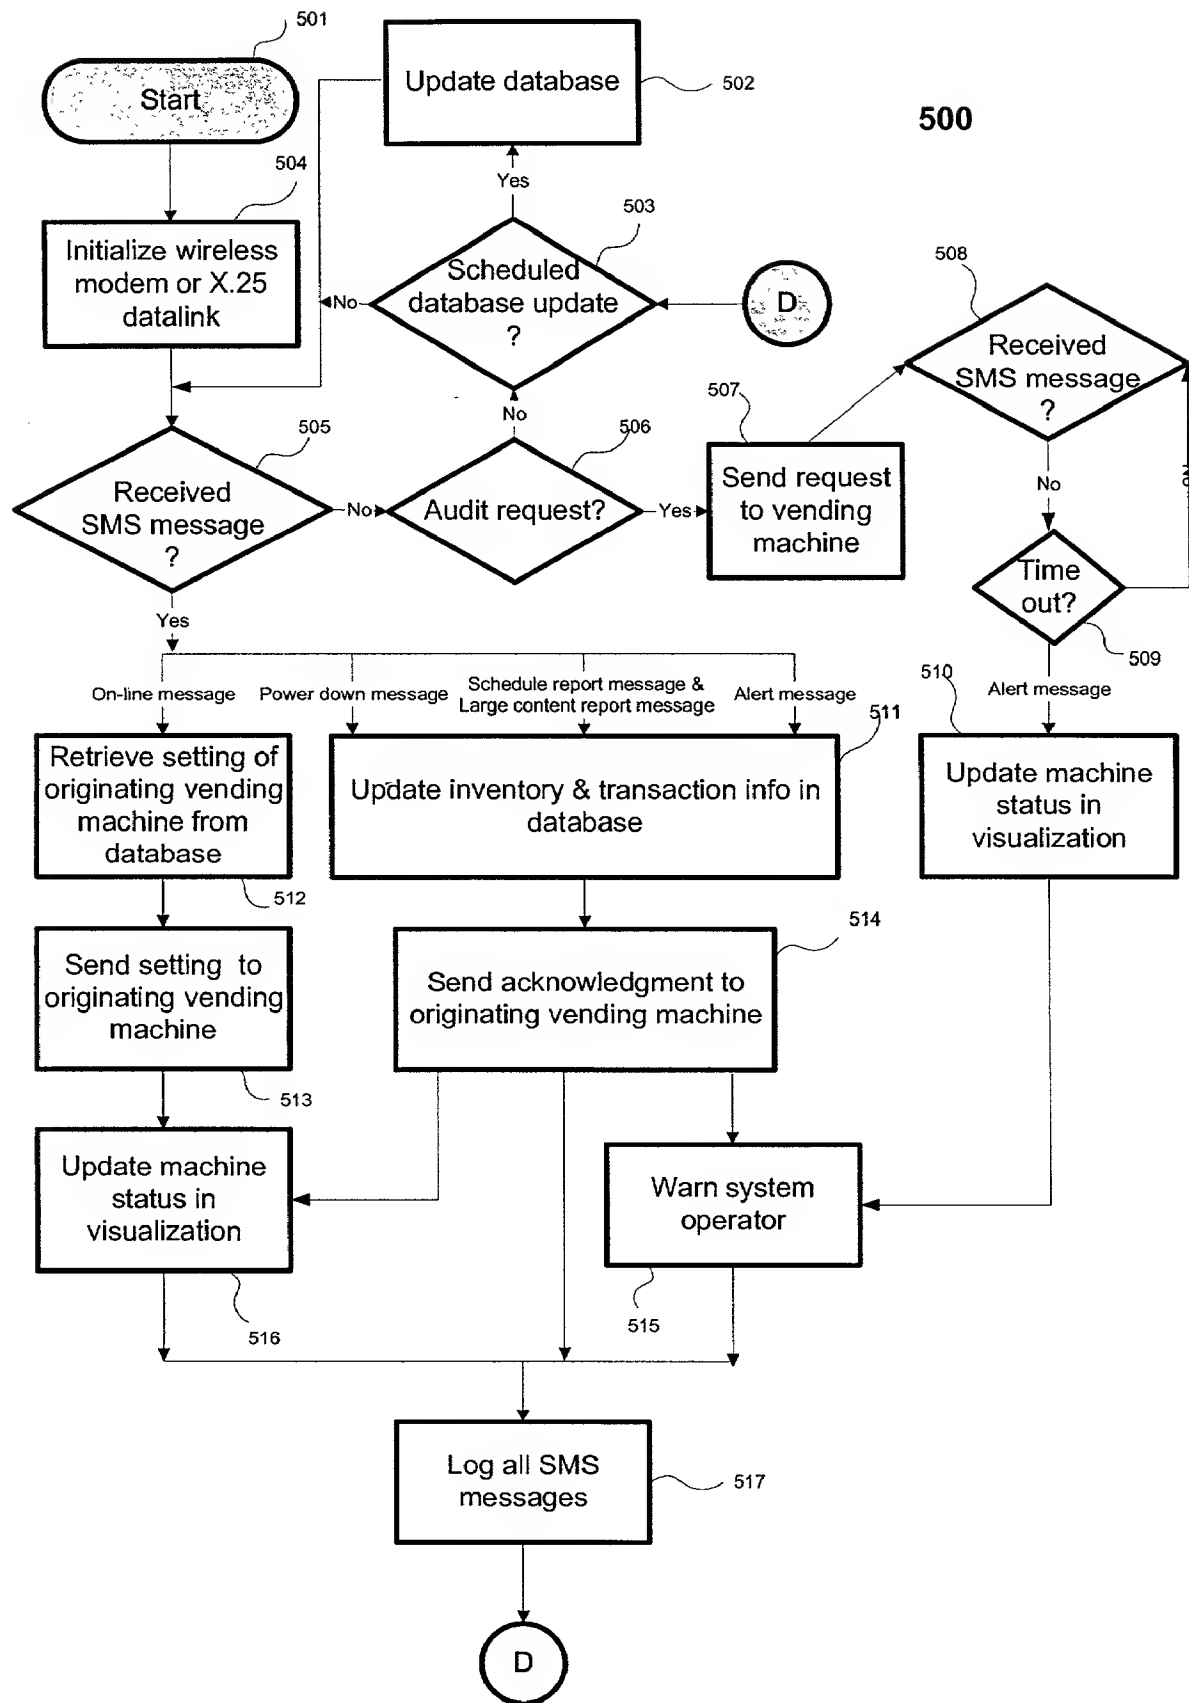 501
Start
Update database
502
500
504
Yes
503
Initialize wireless
modem or X.25
datalink
Scheduled
database update
?
No
D
508
Received
SMS message
?
507
505
No
506
Received
SMS message
?
No
Audit request?
Yes
Send request
to vending
machine
No
No
Time
out?
509
Yes
On-line message
Power down message
Schedule report message &
Large content report message
Alert message
511
510
Alert message
Retrieve setting of
originating vending
machine from
database
512
Update inventory & transaction info in
database
Update machine
status in
visualization
514
Send setting to
originating vending
machine
513
Send acknowledgment to
originating vending machine
Update machine
status in
visualization
516
Warn system
operator
515
Log all SMS
messages
517
D